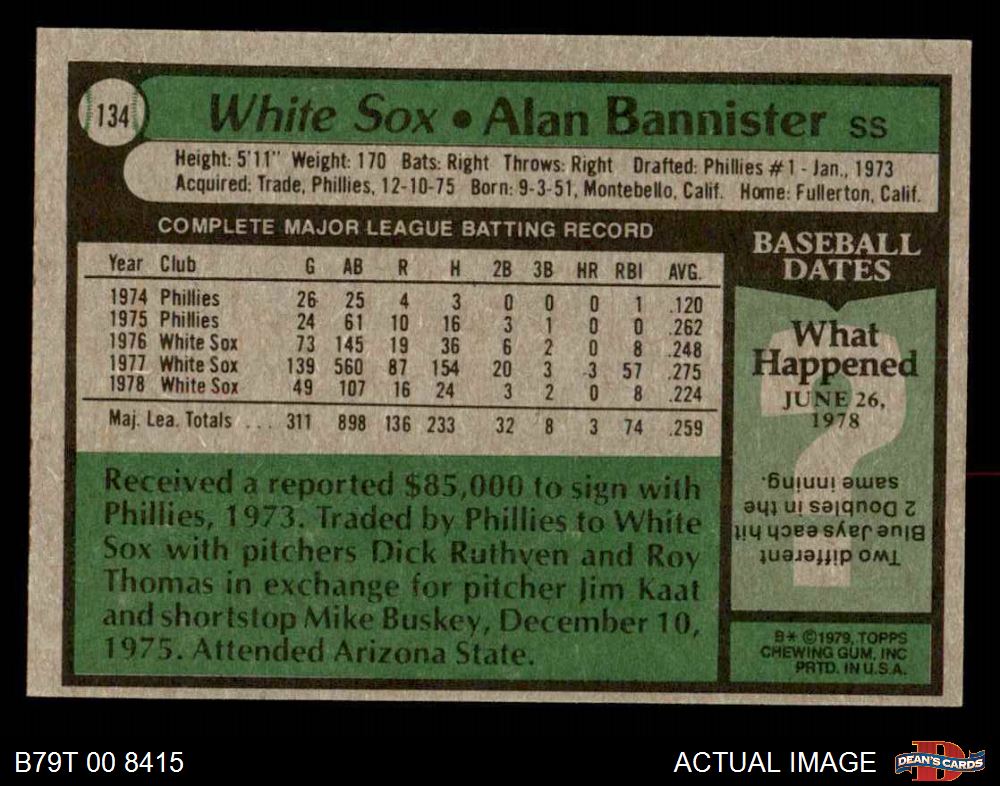 134
White Sox • Alan Bannister SS
Height: 5'11" Weight: 170 Bats: Right Throws: Right Drafted: Phillies #1 - Jan., 1973
Acquired: Trade, Phillies, 12-10-75 Born: 9-3-51, Montebello, Calif. Home: Fullerton, Calif.
COMPLETE MAJOR LEAGUE BATTING RECORD
Year Club G AB R H 2B 3B HR RBI AVG.
1974 Phillies 26 25 4 3 0 0 0 1 .120
1975 Phillies 24 61 10 16 3 1 0 0 .262
1976 White Sox 73 145 19 36 6 2 0 8 .248
1977 White Sox 139 560 87 154 20 3 3 57 .275
1978 White Sox 49 107 16 24 3 2 0 8 .224
Maj. Lea. Totals ... 311 898 136 233 32 8 3 74 .259
Received a reported $85,000 to sign with
Phillies, 1973. Traded by Phillies to White
Sox with pitchers Dick Ruthven and Roy
Thomas in exchange for pitcher Jim Kaat
and shortstop Mike Buskey, December 10,
1975. Attended Arizona State.
BASEBALL
DATES
What
Happened
JUNE 26,
1978
?
Two different
Blue Jays each hit
2 Doubles in the
same inning.
B* ©1979, TOPPS
CHEWING GUM, INC
PRTD. IN U.S.A.
B79T 00 8415
ACTUAL IMAGE
D
DEAN'S CARDS